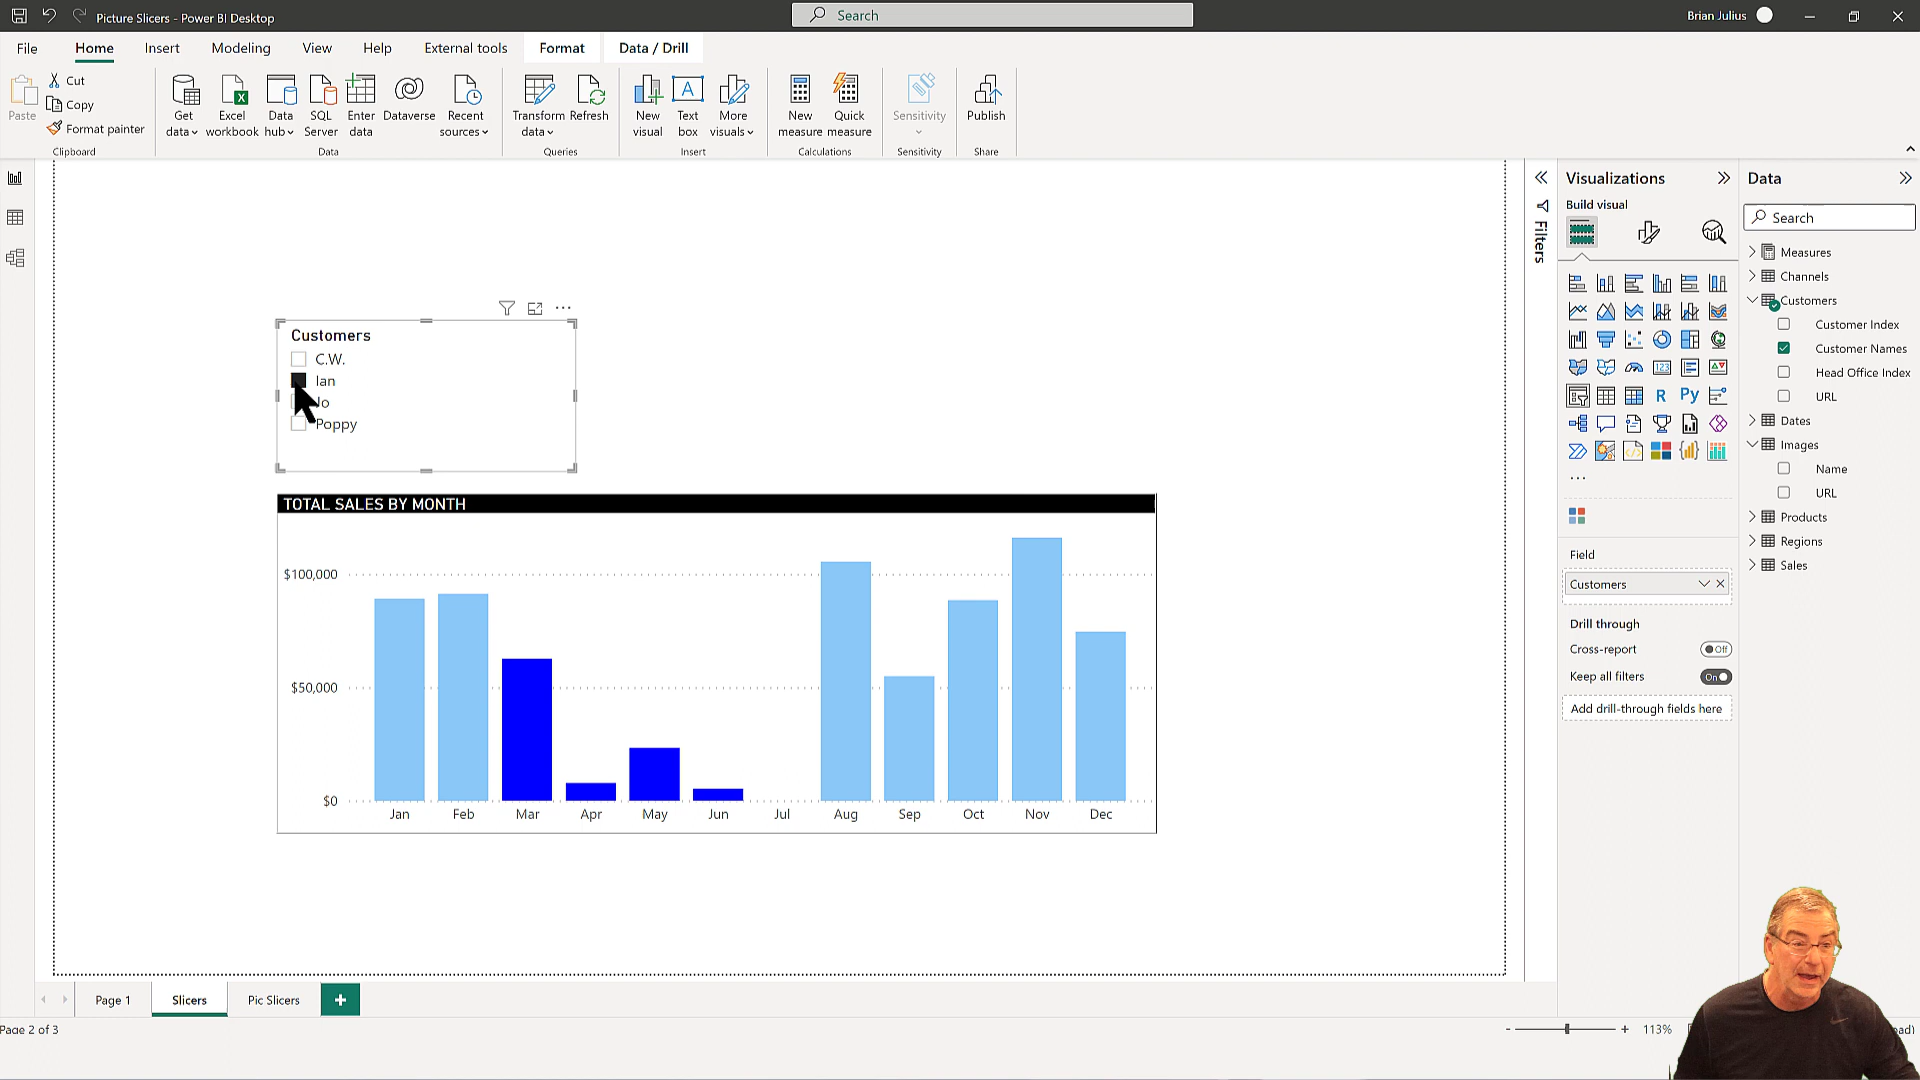 Picture Slicers - Power BI Desktop
Search
Brian Julius
File
Home
Insert
Modeling
View
Help
External tools
Format
Data / Drill
Paste
Cut
Copy
Format painter
Clipboard
Get
data
Excel
workbook
Data
hub
SQL
Server
Enter
data
Dataverse
Recent
sources
Data
Transform
data
Refresh
Queries
New
visual
A
Text
box
More
visuals
Insert
New
measure
Quick
measure
Calculations
Sensitivity
Sensitivity
Publish
Share
Filters
Visualizations
Build visual
123
R
Py
...
Field
Customers
Drill through
Cross-report
Off
Keep all filters
On
Add drill-through fields here
Data
Search
Measures
Channels
Customers
Customer Index
Customer Names
Head Office Index
URL
Dates
Images
Name
URL
Products
Regions
Sales
Customers
C.W.
Ian
Jo
Poppy
TOTAL SALES BY MONTH
$100,000
$50,000
$0
Jan
Feb
Mar
Apr
May
Jun
Jul
Aug
Sep
Oct
Nov
Dec
Page 1
Slicers
Pic Slicers
+
Page 2 of 3
- + 113%